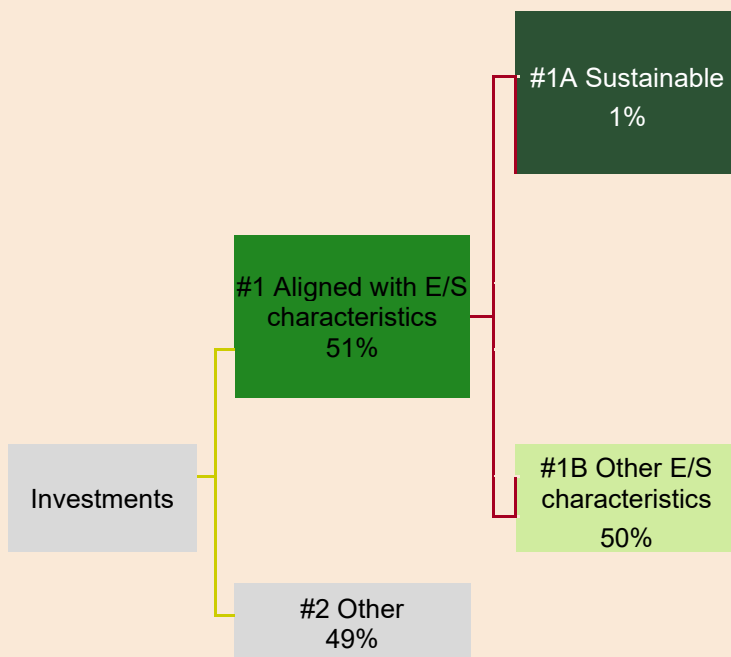 #1A Sustainable
1%
#1 Aligned with E/S
characteristics
51%
Investments
#1B Other E/S
characteristics
50%
#2 Other
49%